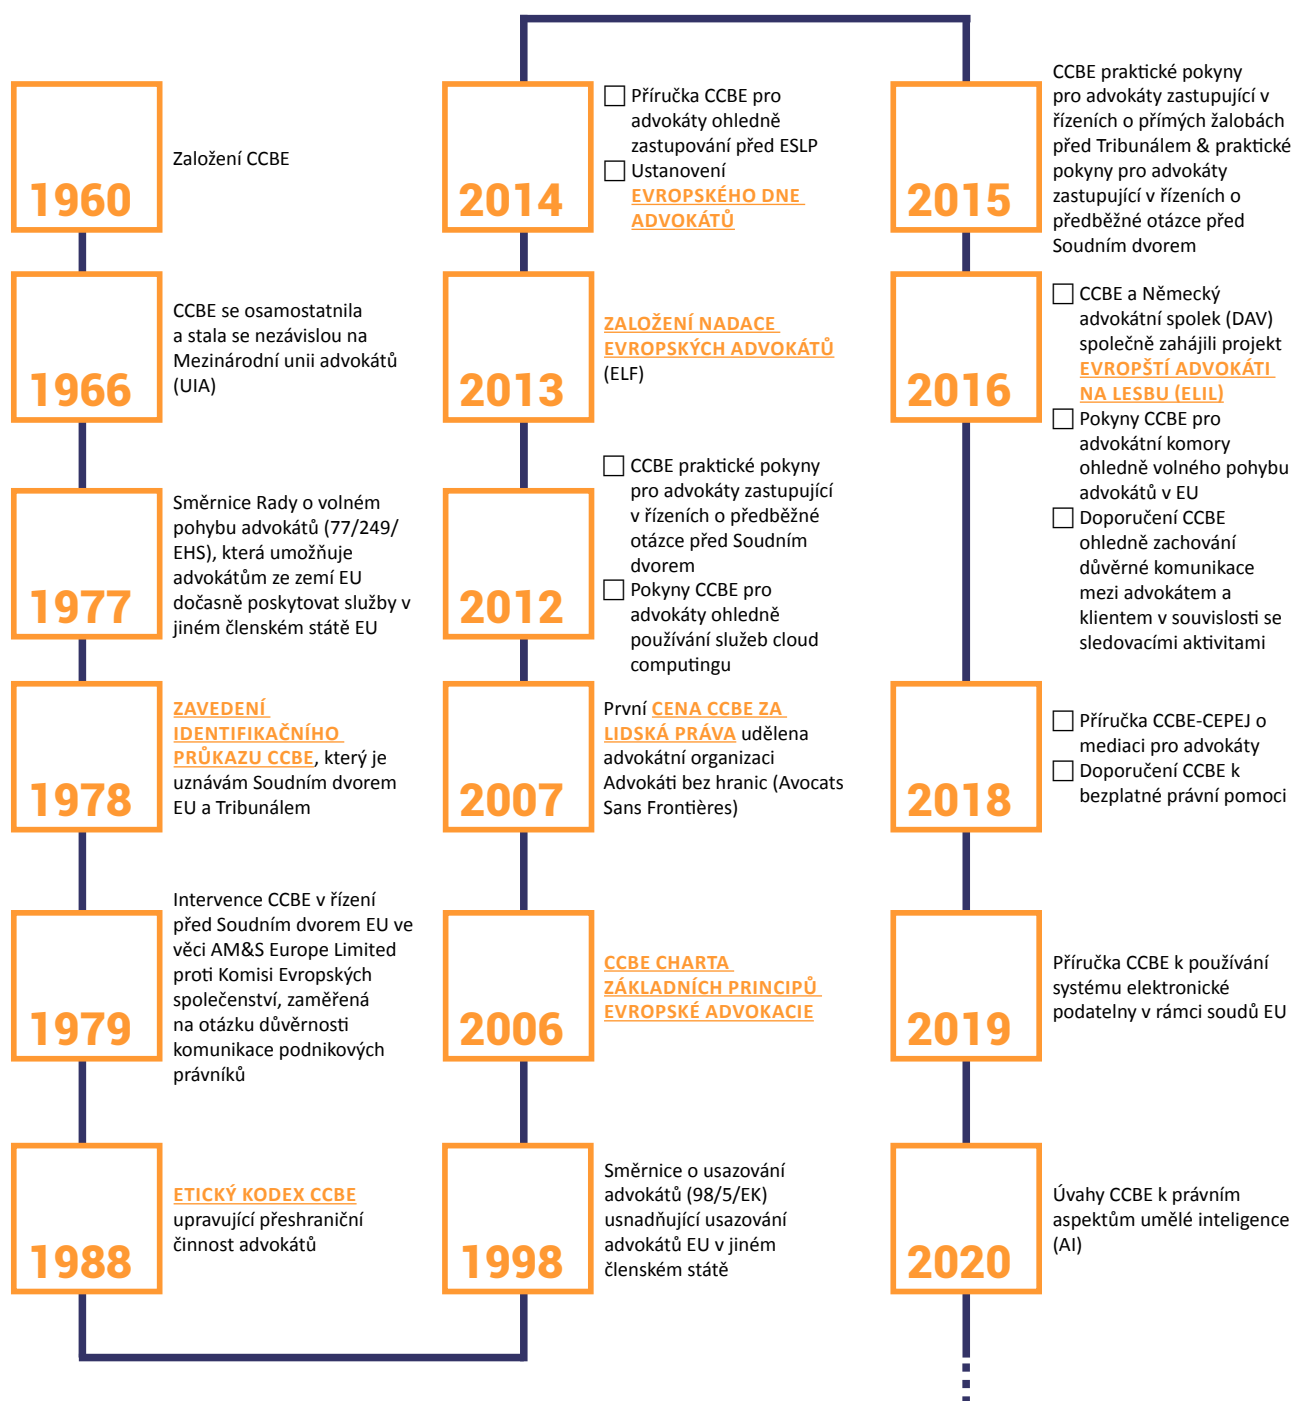 1960
Založení CCBE
1966
CCBE se osamostatnila
a stala se nezávislou na
Mezinárodní unii advokátů
(UIA)
1977
Směrnice Rady o volném
pohybu advokátů (77/249/
EHS), která umožňuje
advokátům ze zemí EU
dočasně poskytovat služby v
jiném členském státě EU
1978
ZAVEDENÍ
IDENTIFIKAČNÍHO
PRŮKAZU CCBE, který je
uznávám Soudním dvorem
EU a Tribunálem
1979
Intervence CCBE v řízení
před Soudním dvorem EU ve
věci AM&S Europe Limited
proti Komisi Evropských
společenství, zaměřená
na otázku důvěrnosti
komunikace podnikových
právníků
1988
ETICKÝ KODEX CCBE
upravující přeshraniční
činnost advokátů
1998
Směrnice o usazování
advokátů (98/5/EK)
usnadňující usazování
advokátů EU v jiném
členském státě
2006
CCBE CHARTA
ZÁKLADNÍCH PRINCIPŮ
EVROPSKÉ ADVOKACIE
2007
První CENA CCBE ZA
LIDSKÁ PRÁVA udělena
advokátní organizaci
Advokáti bez hranic (Avocats
Sans Frontières)
2012
CCBE praktické pokyny
pro advokáty zastupující
v řízeních o předběžné
otázce před Soudním
dvorem
Pokyny CCBE pro
advokáty ohledně
používání služeb cloud
computingu
2013
ZALOŽENÍ NADACE
EVROPSKÝCH ADVOKÁTŮ
(ELF)
2014
Příručka CCBE pro
advokáty ohledně
zastupování před ESLP
Ustanovení
EVROPSKÉHO DNE
ADVOKÁTŮ
2015
CCBE praktické pokyny
pro advokáty zastupující v
řízeních o přímých žalobách
před Tribunálem & praktické
pokyny pro advokáty
zastupující v řízeních o
předběžné otázce před
Soudním dvorem
2016
CCBE a Německý
advokátní spolek (DAV)
společně zahájili projekt
EVROPŠTÍ ADVOKÁTI
NA LESBU (ELIL)
Pokyny CCBE pro
advokátní komory
ohledně volného pohybu
advokátů v EU
Doporučení CCBE
ohledně zachování
důvěrné komunikace
mezi advokátem a
klientem v souvislosti se
sledovacími aktivitami
2018
Příručka CCBE-CEPEJ o
mediaci pro advokáty
Doporučení CCBE k
bezplatné právní pomoci
2019
Příručka CCBE k používání
systému elektronické
podatelny v rámci soudů EU
2020
Úvahy CCBE k právním
aspektům umělé inteligence
(AI)